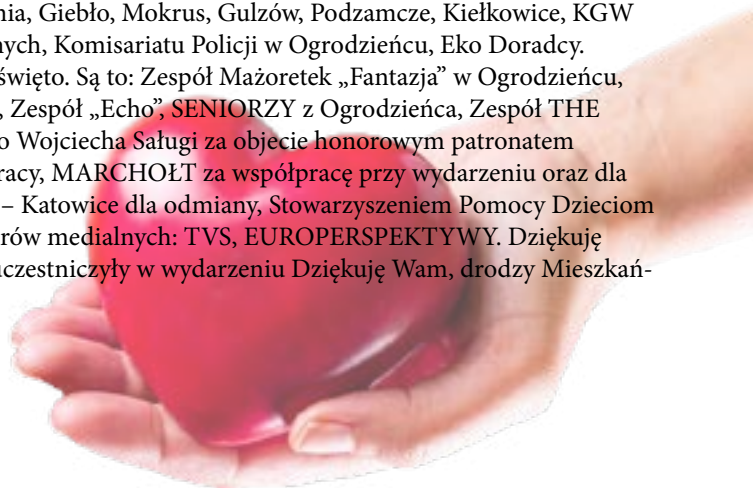 nia, Giebło, Mokrus, Gulzów, Podzamcze, Kiełkowice, KGW
nych, Komisariatu Policji w Ogrodzieńcu, Eko Doradcy.
święto. Są to: Zespół Mażoretek „Fantazja” w Ogrodzieńcu,
, Zespół „Echo”, SENIORZY z Ogrodzieńca, Zespół THE
o Wojciecha Saługi za objecie honorowym patronatem
racy, MARCHOŁT za współpracę przy wydarzeniu oraz dla
– Katowice dla odmiany, Stowarzyszeniem Pomocy Dzieciom
rów medialnych: TVS, EUROPERSPEKTYWY. Dziękuję
uczestniczyły w wydarzeniu Dziękuję Wam, drodzy Mieszkań-